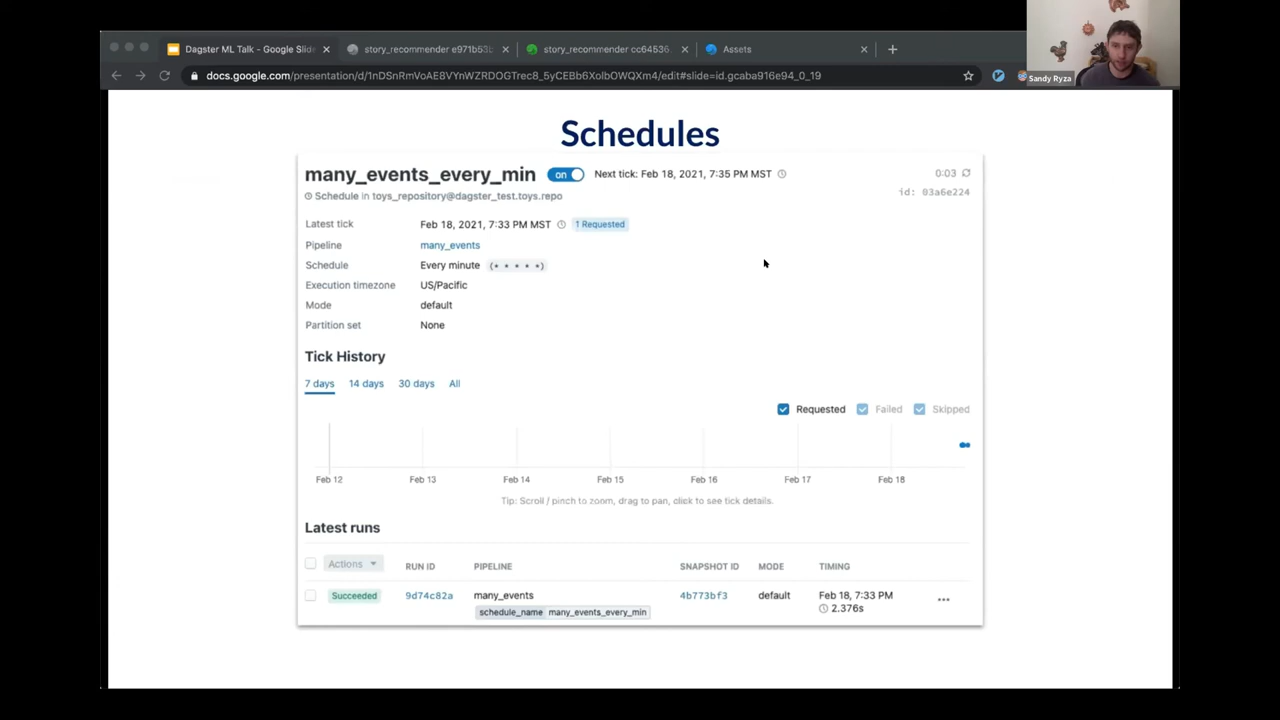 Dagster ML Talk - Google Slide
story_recommender e971b53b
story_recommender cc64536
Assets
docs.google.com/presentation/d/1nDSnRmVoAE8VYnWZRDOGTrec8_5yCEBb6XolbOWQXm4/edit#slide=id.gcaba916e94_0_19
Sandy Ryza
Schedules
many_events_every_min on Next tick: Feb 18, 2021, 7:35 PM MST 0:03
Schedule in toys_repository@dagster_test.toys.repo id: 03a6e224
Latest tick Feb 18, 2021, 7:33 PM MST 1 Requested
Pipeline many_events
Schedule Every minute (* * * * *)
Execution timezone US/Pacific
Mode default
Partition set None
Tick History
7 days 14 days 30 days All
Requested Failed Skipped
Feb 12 Feb 13 Feb 14 Feb 15 Feb 16 Feb 17 Feb 18
Tip: Scroll / pinch to zoom, drag to pan, click to see tick details.
Latest runs
Actions RUN ID PIPELINE SNAPSHOT ID MODE TIMING
Succeeded 9d74c82a many_events 4b773bf3 default Feb 18, 7:33 PM
schedule_name many_events_every_min 2.376s